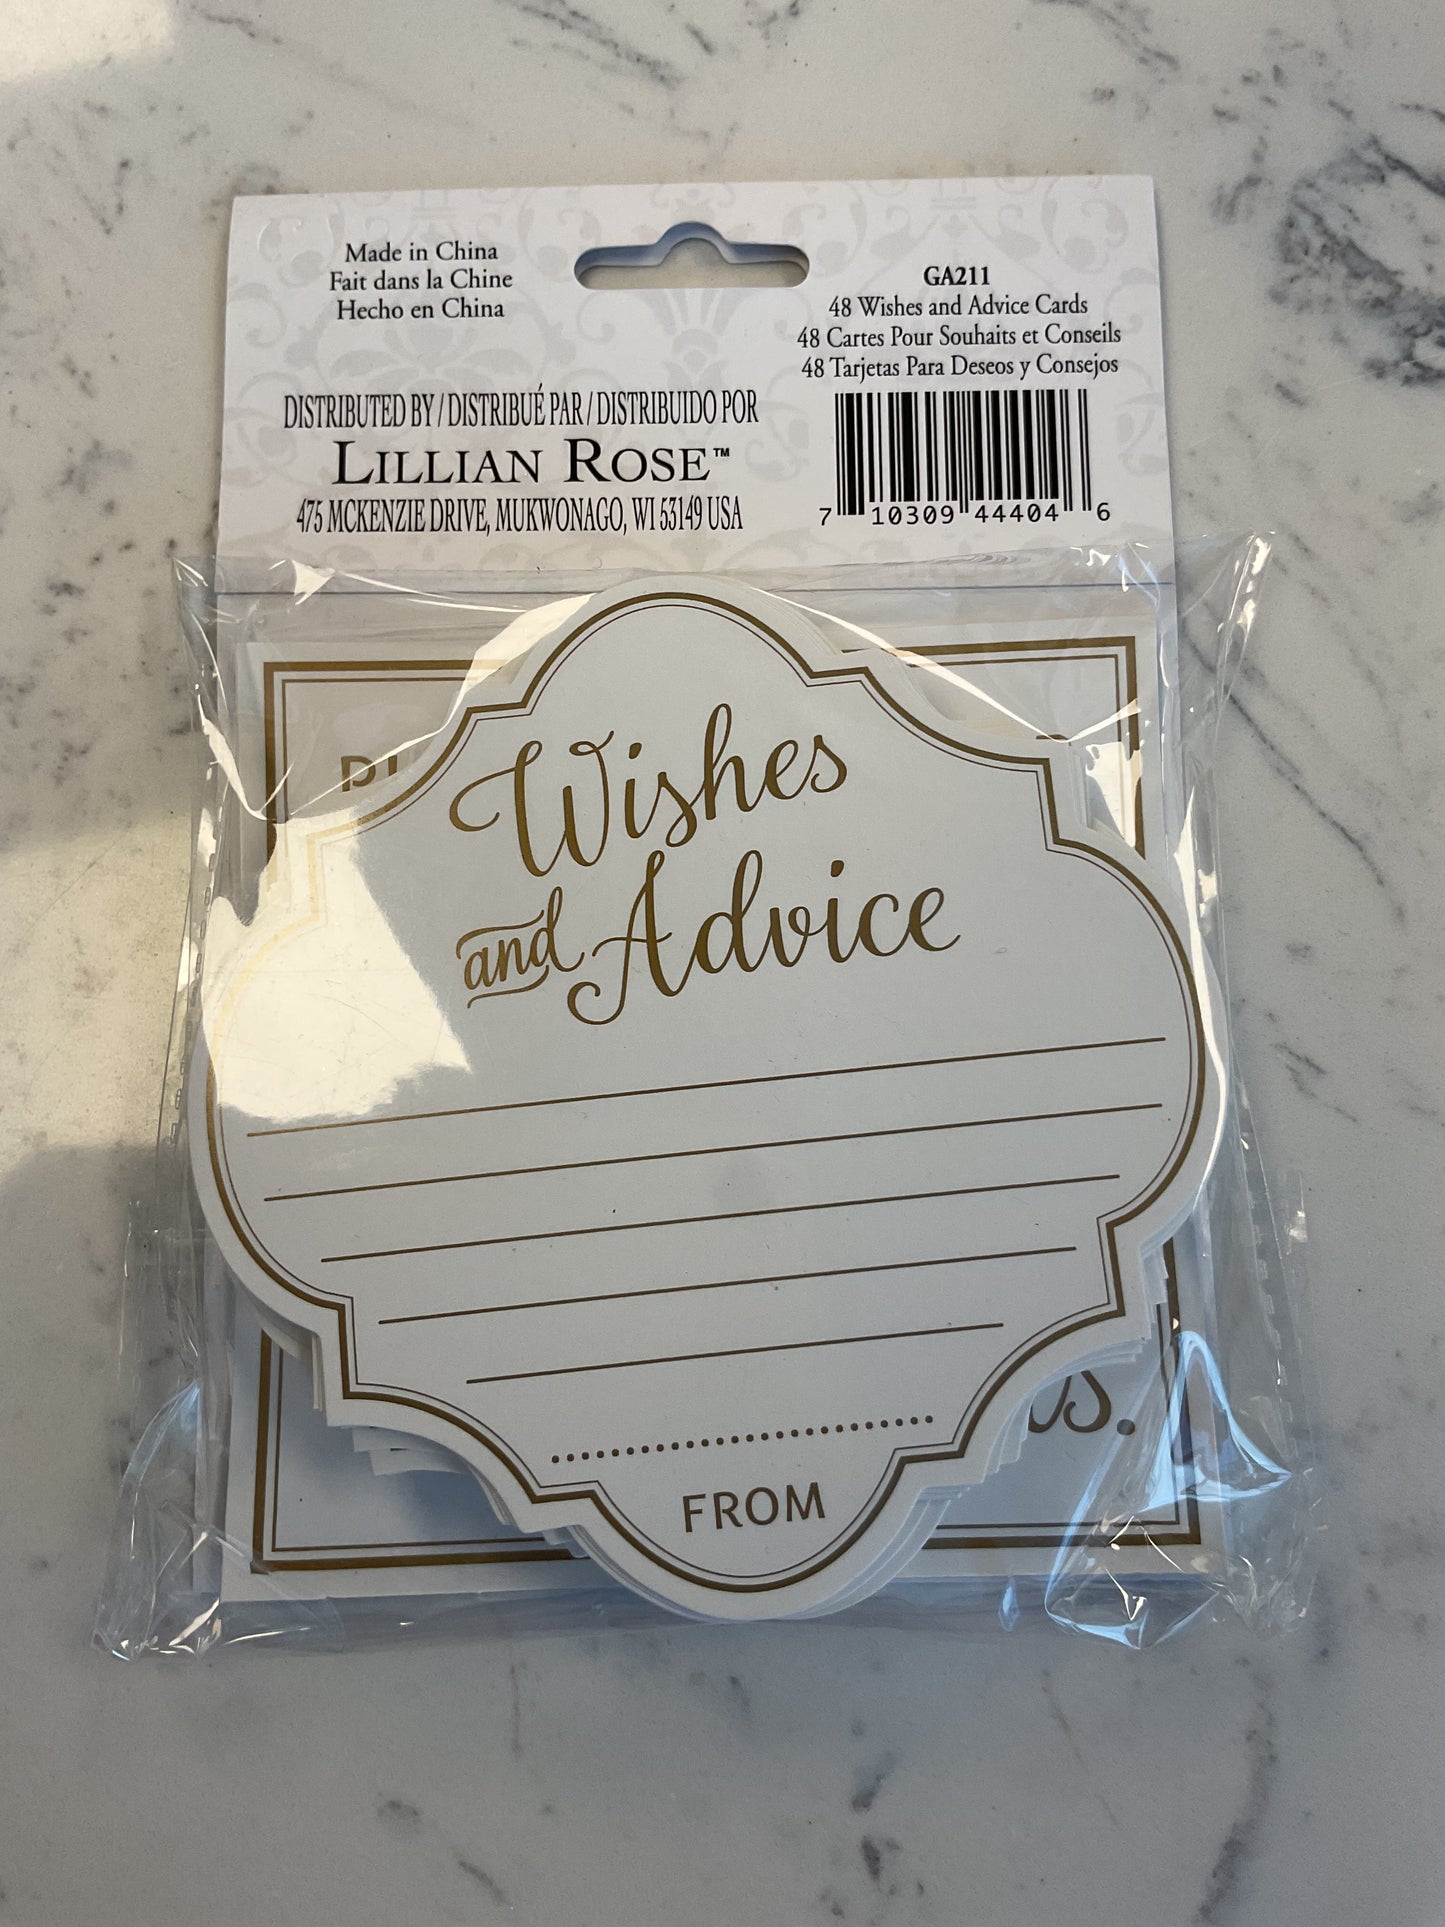 Made in China
Fait dans la Chine
Hecho en China
GA211
48 Wishes and Advice Cards
48 Cartes Pour Souhaits et Conseils
48 Tarjetas Para Deseos y Consejos
DISTRIBUTED BY / DISTRIBUÉ PAR / DISTRIBUIDO POR
LILLIAN ROSE™
475 MCKENZIE DRIVE, MUKWONAGO, WI 53149 USA
7 10309 44404 6
Wishes
and Advice
FROM